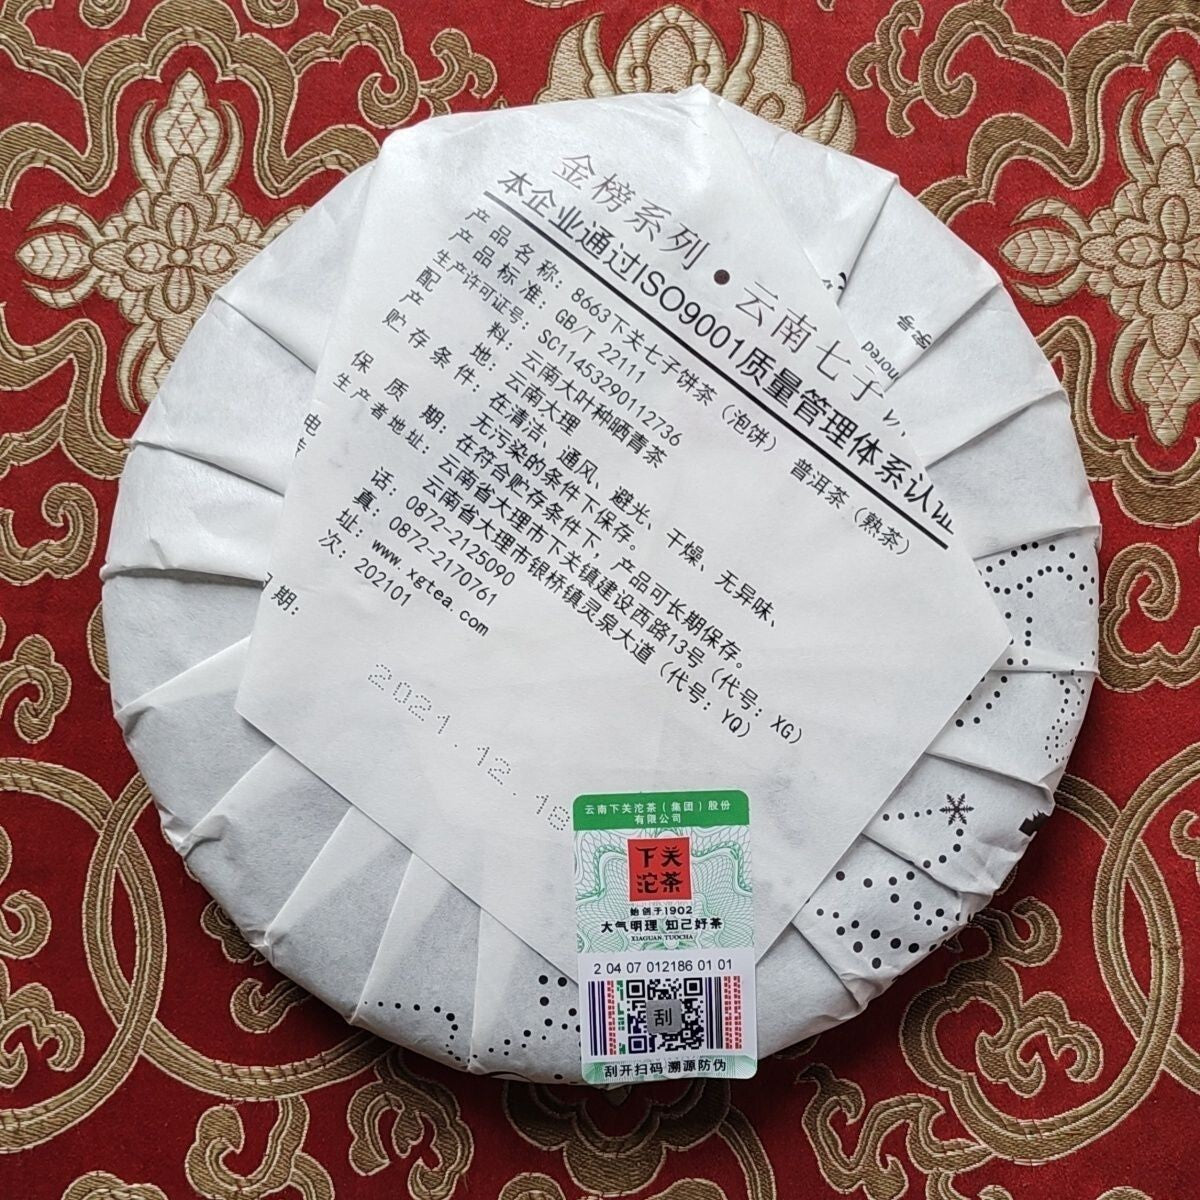 金榜系列•云南七子
本企业通过ISO9001质量管理体系认证
产品名称: 8663下关七子饼茶（泡饼） 普洱茶（熟茶）
产品标准: GB/T 22111
生产许可证号: SC11453290112736
配料: 云南大叶种晒青茶
产地: 云南大理
贮存条件: 在清洁、通风、避光、干燥、无异味、
无污染的条件下保存。
保质期: 在符合贮存条件下，产品可长期保存。
生产者地址: 云南省大理市下关镇建设西路13号（代号：XG）
云南省大理市银桥镇灵泉大道（代号：YQ）
电话: 0872-2125090
真: 0872-2170761
址: www.xgtea.com
次: 202101
期:
2021.12.18
云南下关沱茶（集团）股份
有限公司
下关
沱茶
始创于1902
大气明理 知己好茶
XIAGUAN TUOCHA
2 04 07 012186 01 01
刮
刮开扫码 溯源防伪